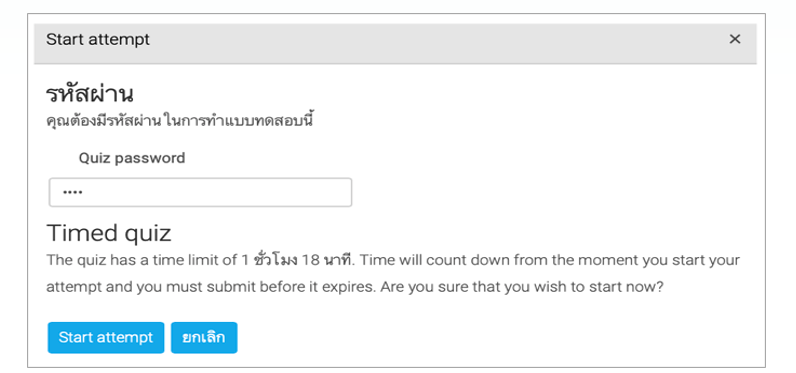 Start attempt ×
รหัสผ่าน
คุณต้องมีรหัสผ่าน ในการทำแบบทดสอบนี้
Quiz password
••••
Timed quiz
The quiz has a time limit of 1 ชั่วโมง 18 นาที. Time will count down from the moment you start your
attempt and you must submit before it expires. Are you sure that you wish to start now?
Start attempt ยกเลิก